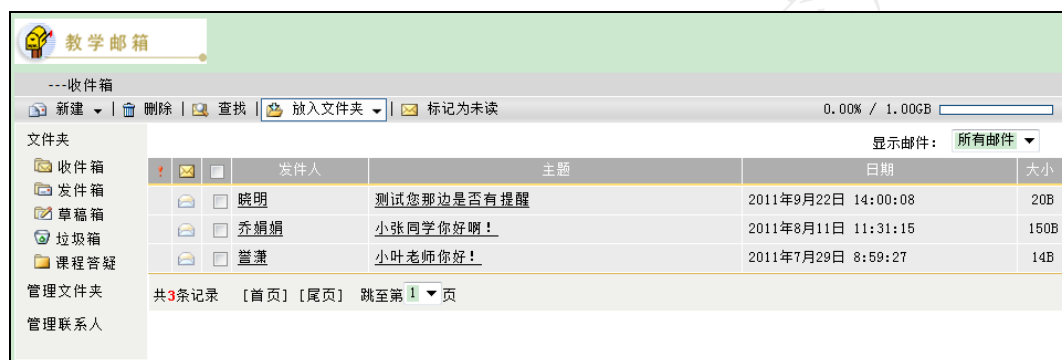 教学邮箱
---收件箱
新建 | 删除 | 查找 | 放入文件夹 | 标记为未读 0.00% / 1.00GB
文件夹 显示邮件: 所有邮件
收件箱
! 发件人 主题 日期 大小
发件箱
晓明 测试您那边是否有提醒 2011年9月22日 14:00:08 20B
草稿箱
乔娟娟 小张同学你好啊! 2011年8月11日 11:31:15 150B
垃圾箱
小叶老师你好! 2011年7月29日 8:59:27 14B
课程答疑
管理文件夹 共3条记录 [首页] [尾页] 跳至第 1 页
管理联系人